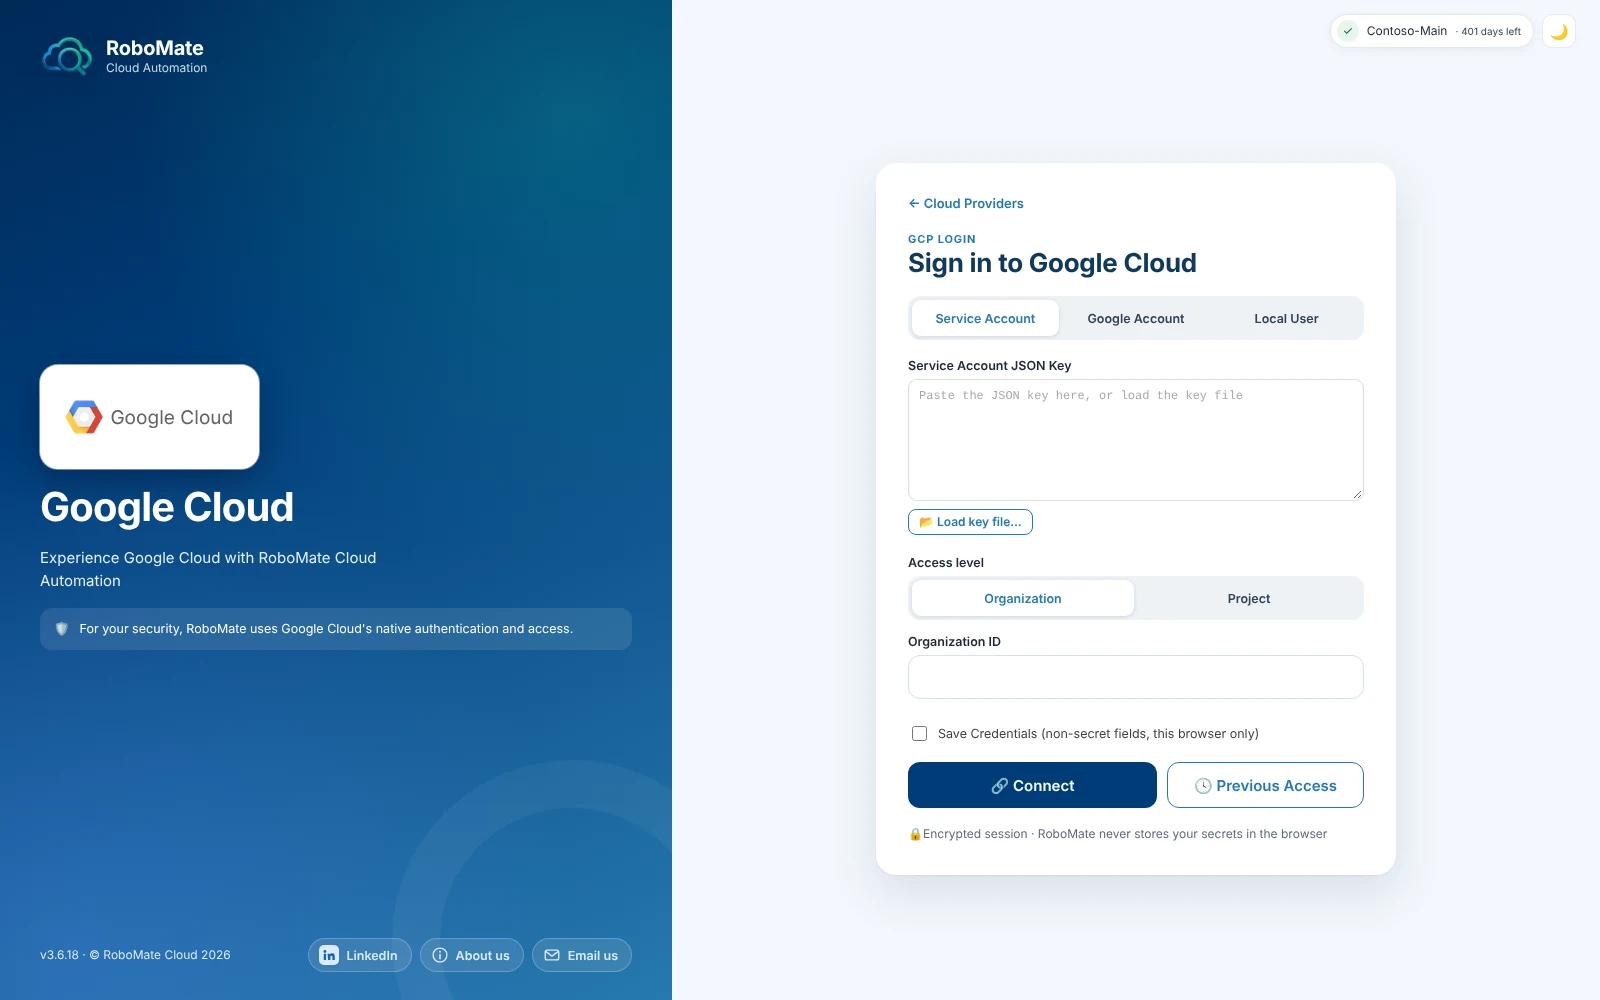 RoboMate
Cloud Automation
Google Cloud
Google Cloud
Experience Google Cloud with RoboMate Cloud
Automation
For your security, RoboMate uses Google Cloud's native authentication and access.
v3.6.18 · © RoboMate Cloud 2026
LinkedIn
About us
Email us
Contoso-Main · 401 days left
← Cloud Providers
GCP LOGIN
Sign in to Google Cloud
Service Account
Google Account
Local User
Service Account JSON Key
Paste the JSON key here, or load the key file
Load key file...
Access level
Organization
Project
Organization ID
Save Credentials (non-secret fields, this browser only)
Connect
Previous Access
Encrypted session · RoboMate never stores your secrets in the browser